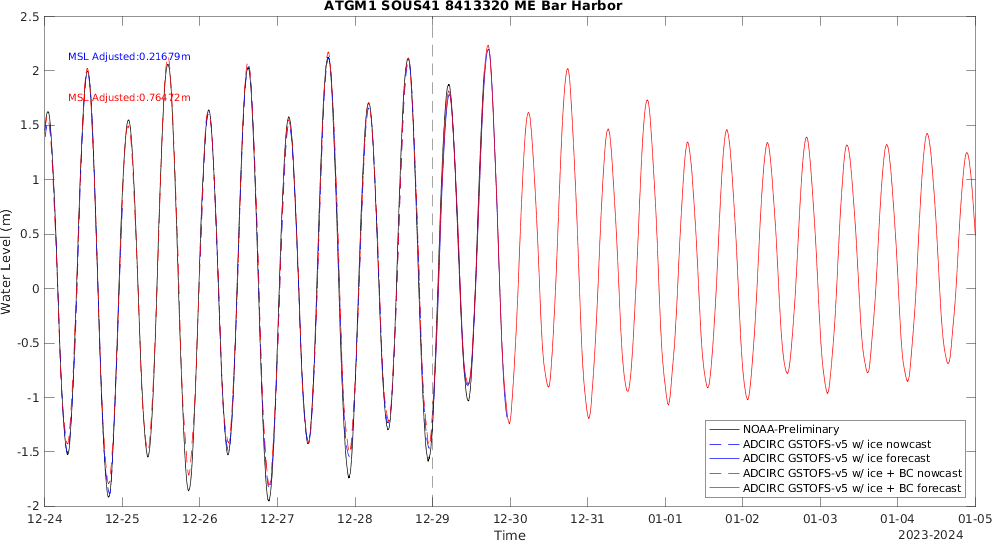 ATGM1 SOUS41 8413320 ME Bar Harbor
2.5
2
1.5
1
0.5
0
-0.5
-1
-1.5
-2
Water Level (m)
MSL Adjusted:0.21679m
MSL Adjusted:0.76472m
NOAA-Preliminary
ADCIRC GSTOFS-v5 w/ ice nowcast
ADCIRC GSTOFS-v5 w/ ice forecast
ADCIRC GSTOFS-v5 w/ ice + BC nowcast
ADCIRC GSTOFS-v5 w/ ice + BC forecast
12-24 12-25 12-26 12-27 12-28 12-29 12-30 12-31 01-01 01-02 01-03 01-04 01-05
Time
2023-2024